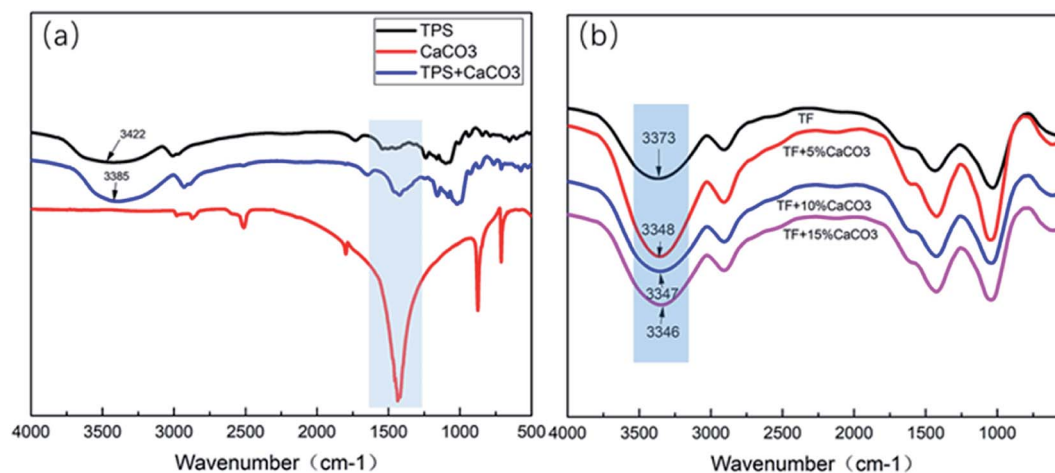 (a)
TPS
CaCO3
TPS+CaCO3
3422
3385
4000 3500 3000 2500 2000 1500 1000 500
Wavenumber（cm-1）
(b)
TF
3373
TF+5%CaCO3
TF+10%CaCO3
3348
TF+15%CaCO3
3347
3346
4000 3500 3000 2500 2000 1500 1000
Wavenumber（cm-1）